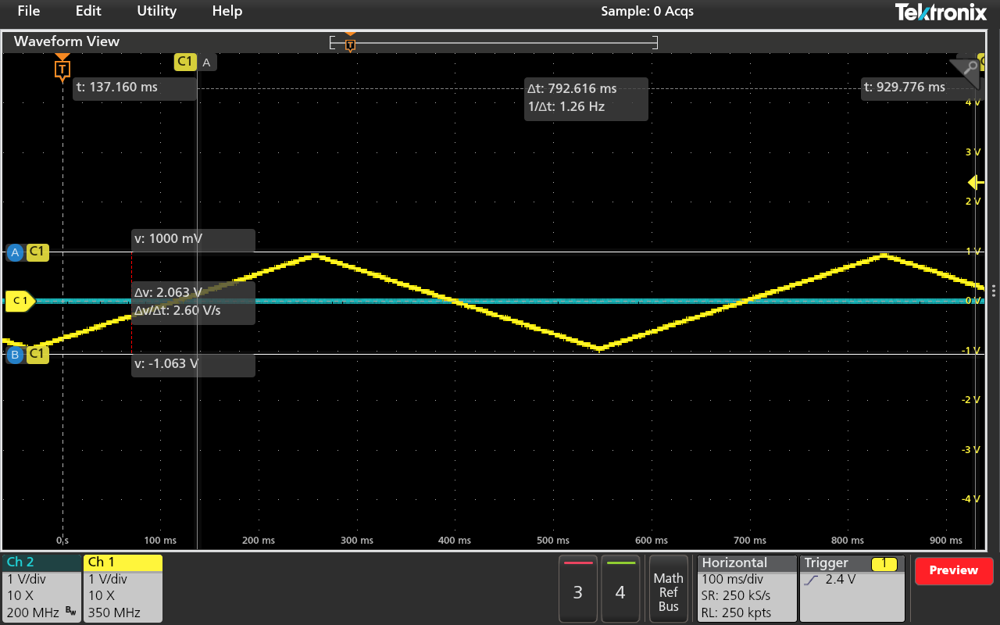 File Edit Utility Help Sample: 0 Acqs Tektronix
Waveform View
T
T C1 A
t: 137.160 ms Δt: 792.616 ms t: 929.776 ms
1/Δt: 1.26 Hz
4 V
3 V
2 V
v: 1000 mV
A C1 1 V
Δv: 2.063 V
C 1 0 V
Δv/Δt: 2.60 V/s
B C1 -1 V
v: -1.063 V
-2 V
-3 V
-4 V
0 s 100 ms 200 ms 300 ms 400 ms 500 ms 600 ms 700 ms 800 ms 900 ms
Ch 2
1 V/div
10 X
200 MHz Bw
Ch 1
1 V/div
10 X
350 MHz
3
4
Math
Ref
Bus
Horizontal
100 ms/div
SR: 250 kS/s
RL: 250 kpts
Trigger 1
2.4 V
Preview